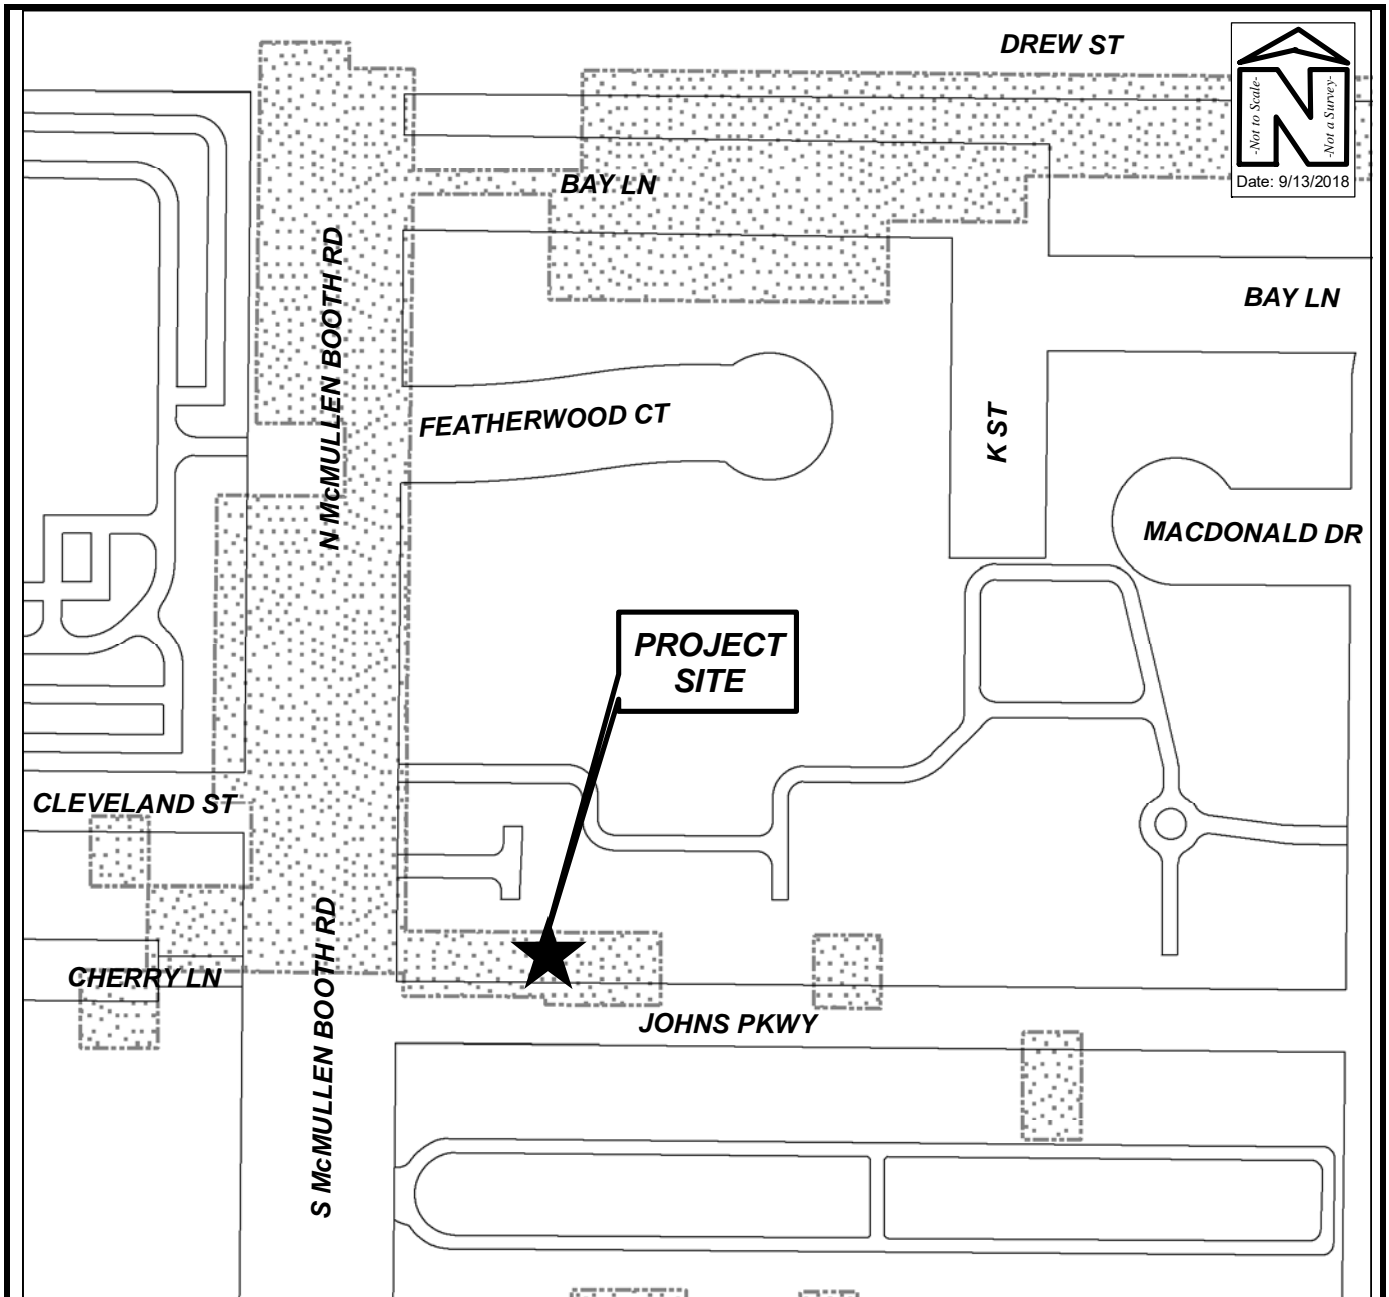 DREW ST
-Not to Scale-
N
-Not a Survey-
Date: 9/13/2018
BAY LN
BAY LN
N McMULLEN BOOTH RD
FEATHERWOOD CT
K ST
MACDONALD DR
PROJECT
SITE
CLEVELAND ST
CHERRY LN
S McMULLEN BOOTH RD
JOHNS PKWY